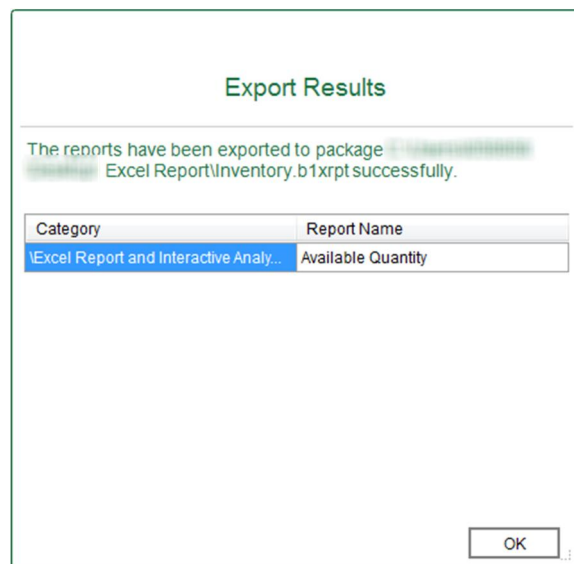 Export Results
The reports have been exported to package
Excel Report\Inventory.b1xrpt successfully.
Category Report Name
\Excel Report and Interactive Analy... Available Quantity
OK